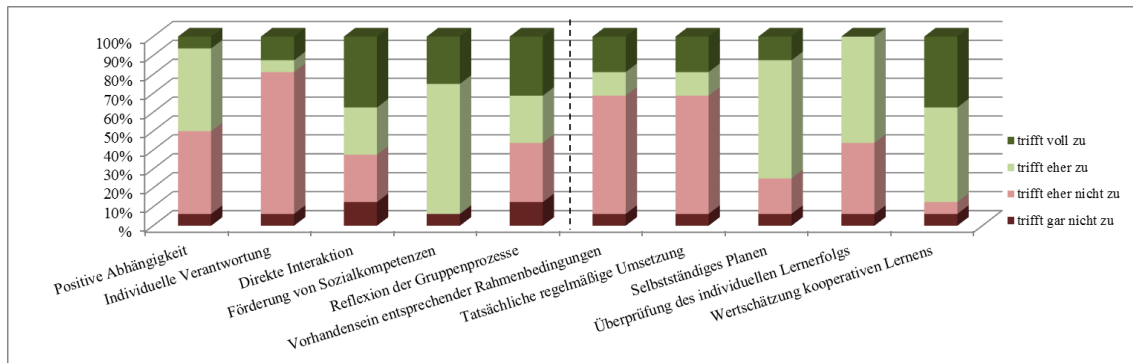 100%
90%
80%
70%
60%
50%
40%
30%
20%
10%
%
trifft voll zu
trifft eher zu
trifft eher nicht zu
trifft gar nicht zu
Positive Abhängigkeit
Individuelle Verantwortung
Direkte Interaktion
Förderung von Sozialkompetenzen
Reflexion der Gruppenprozesse
Vorhandensein entsprechender Rahmenbedingungen
Tatsächliche regelmäßige Umsetzung
Selbstständiges Planen
Überprüfung des individuellen Lernerfolgs
Wertschätzung kooperativen Lernens